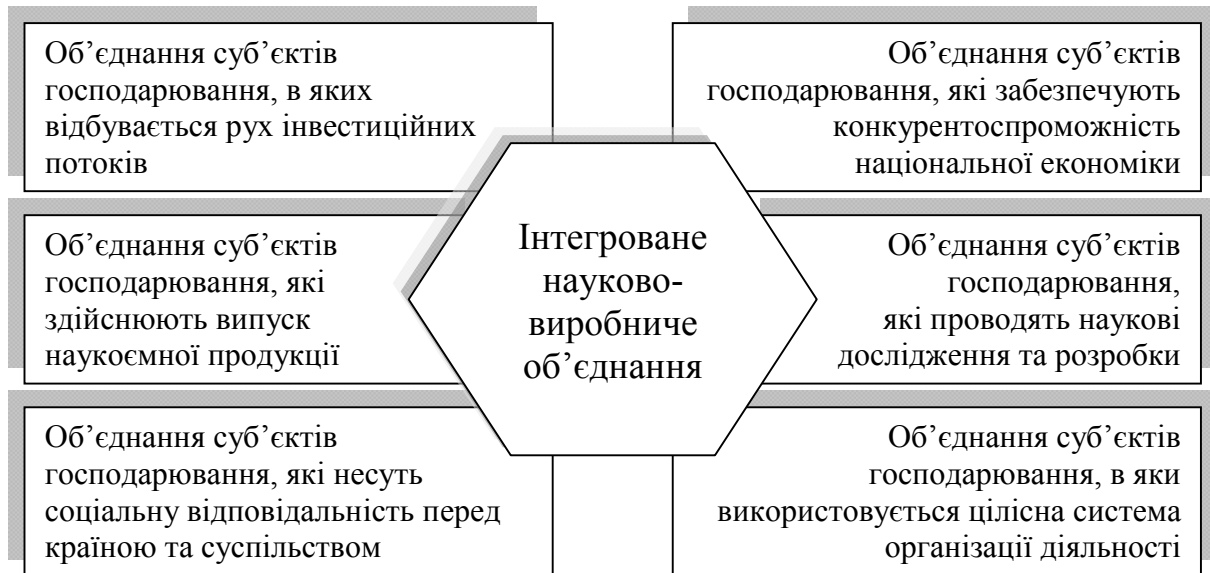 Об’єднання суб’єктів
господарювання, в яких
відбувається рух інвестиційних
потоків
Об’єднання суб’єктів
господарювання, які забезпечують
конкурентоспроможність
національної економіки
Об’єднання суб’єктів
господарювання, які
здійснюють випуск
наукоємної продукції
Інтегроване
науково-
виробниче
об’єднання
Об’єднання суб’єктів
господарювання,
які проводять наукові
дослідження та розробки
Об’єднання суб’єктів
господарювання, які несуть
соціальну відповідальність перед
країною та суспільством
Об’єднання суб’єктів
господарювання, в яки
використовується цілісна система
організації діяльності